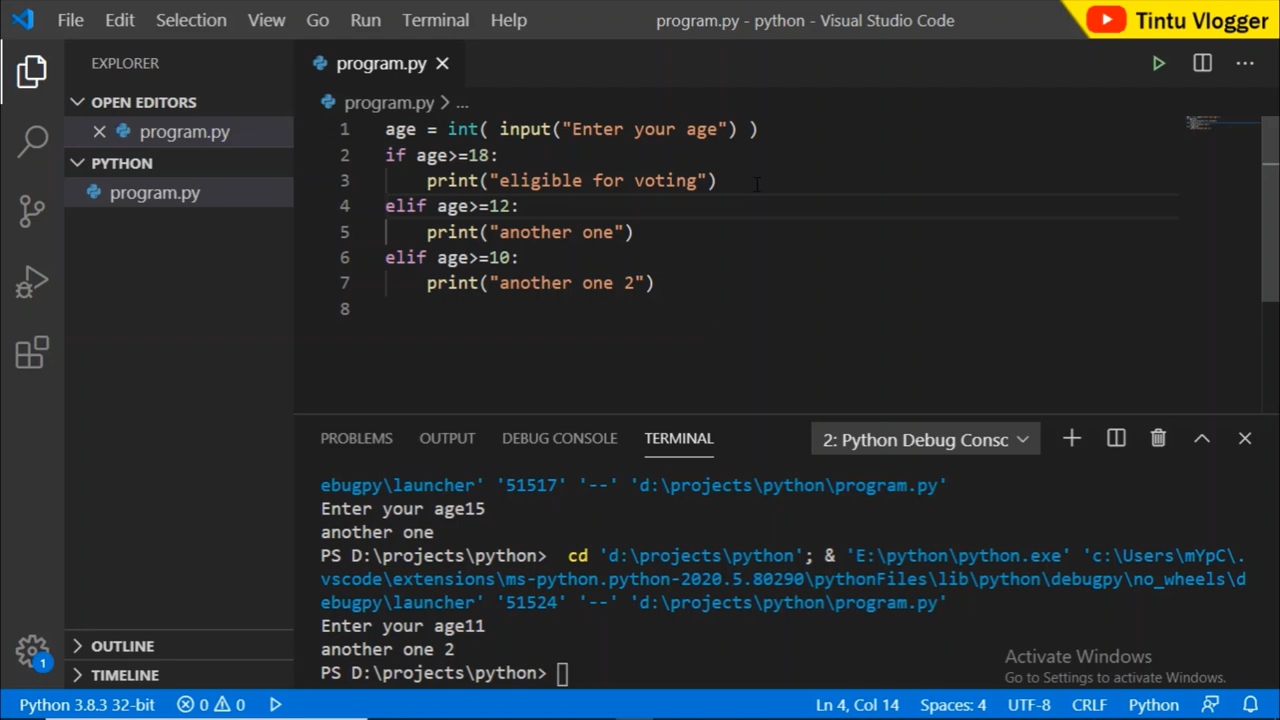 File Edit Selection View Go Run Terminal Help program.py - python - Visual Studio Code Tintu Vlogger
EXPLORER
OPEN EDITORS
program.py
PYTHON
program.py
OUTLINE
TIMELINE
1
program.py
program.py > ...
1 age = int( input("Enter your age") )
2 if age>=18:
3 print("eligible for voting")
4 elif age>=12:
5 print("another one")
6 elif age>=10:
7 print("another one 2")
8
PROBLEMS OUTPUT DEBUG CONSOLE TERMINAL 2: Python Debug Consc
ebugpy\launcher' '51517' '--' 'd:\projects\python\program.py'
Enter your age15
another one
PS D:\projects\python> cd 'd:\projects\python'; & 'E:\python\python.exe' 'c:\Users\mYpC\.
vscode\extensions\ms-python.python-2020.5.80290\pythonFiles\lib\python\debugpy\no_wheels\d
ebugpy\launcher' '51524' '--' 'd:\projects\python\program.py'
Enter your age11
another one 2
PS D:\projects\python>
Activate Windows
Go to Settings to activate Windows.
Python 3.8.3 32-bit 0 0 Ln 4, Col 14 Spaces: 4 UTF-8 CRLF Python